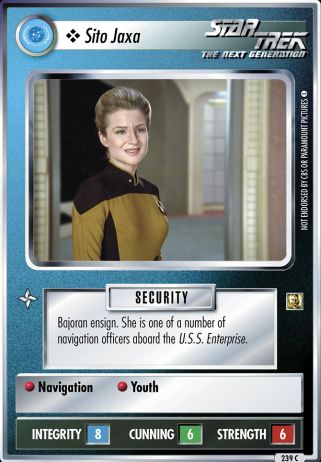 ❖ Sito Jaxa
STAR TREK
THE NEXT GENERATION
NOT ENDORSED BY CBS OR PARAMOUNT PICTURES
SECURITY
Bajoran ensign. She is one of a number of
navigation officers aboard the U.S.S. Enterprise.
Navigation Youth
INTEGRITY 8 CUNNING 6 STRENGTH 6
239 C